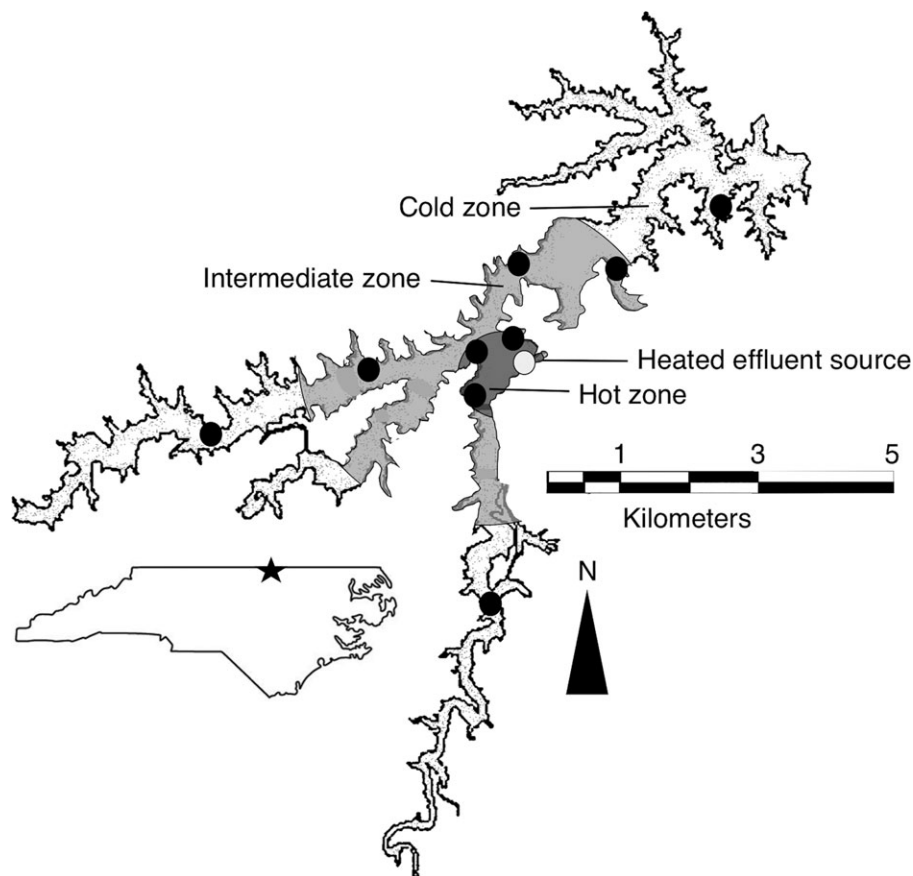 Cold zone
Intermediate zone
Heated effluent source
Hot zone
1 3 5
Kilometers
N